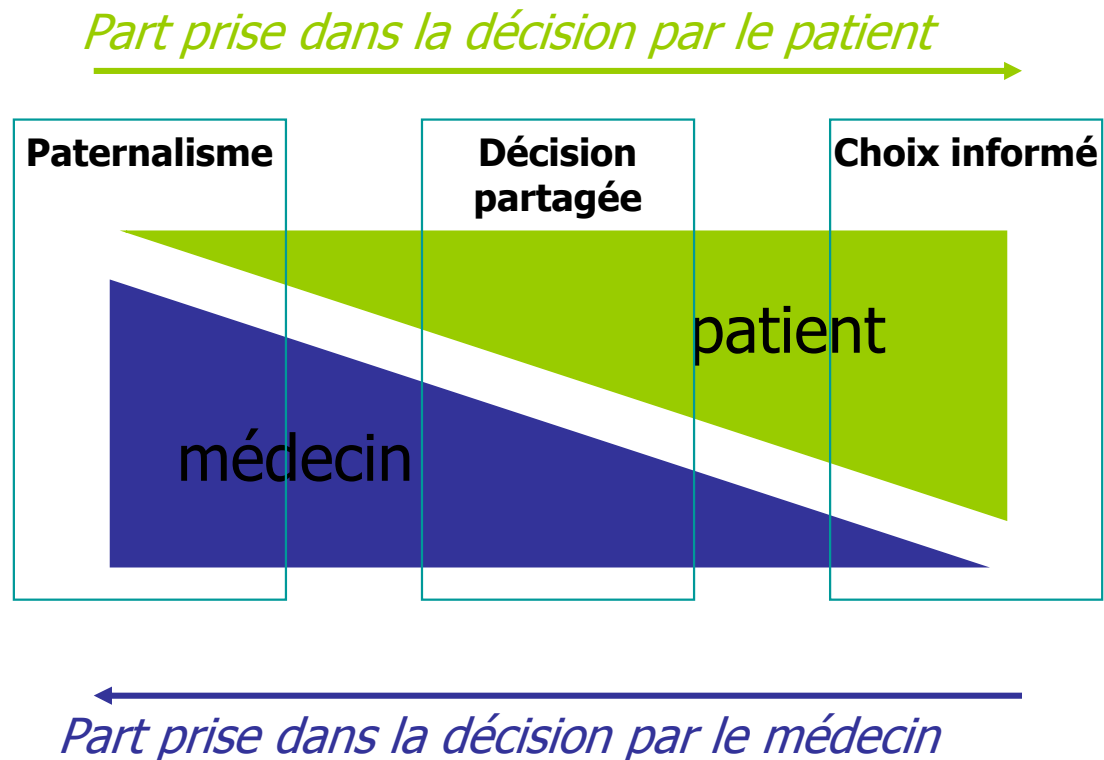 Part prise dans la décision par le patient
Paternalisme
Décision
partagée
Choix informé
patient
médecin
Part prise dans la décision par le médecin